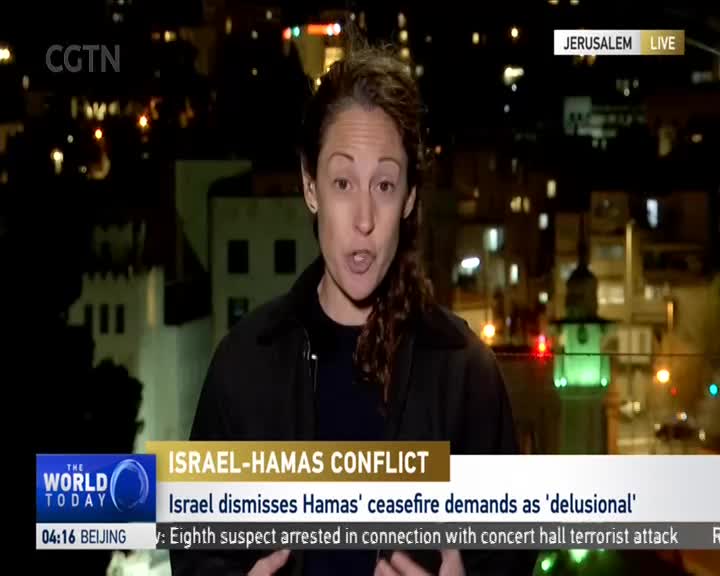 CGTN
JERUSALEM LIVE
ISRAEL-HAMAS CONFLICT
THE
WORLD
TODAY
Israel dismisses Hamas' ceasefire demands as 'delusional'
04:16 BEIJING
y: Eighth suspect arrested in connection with concert hall terrorist attack R